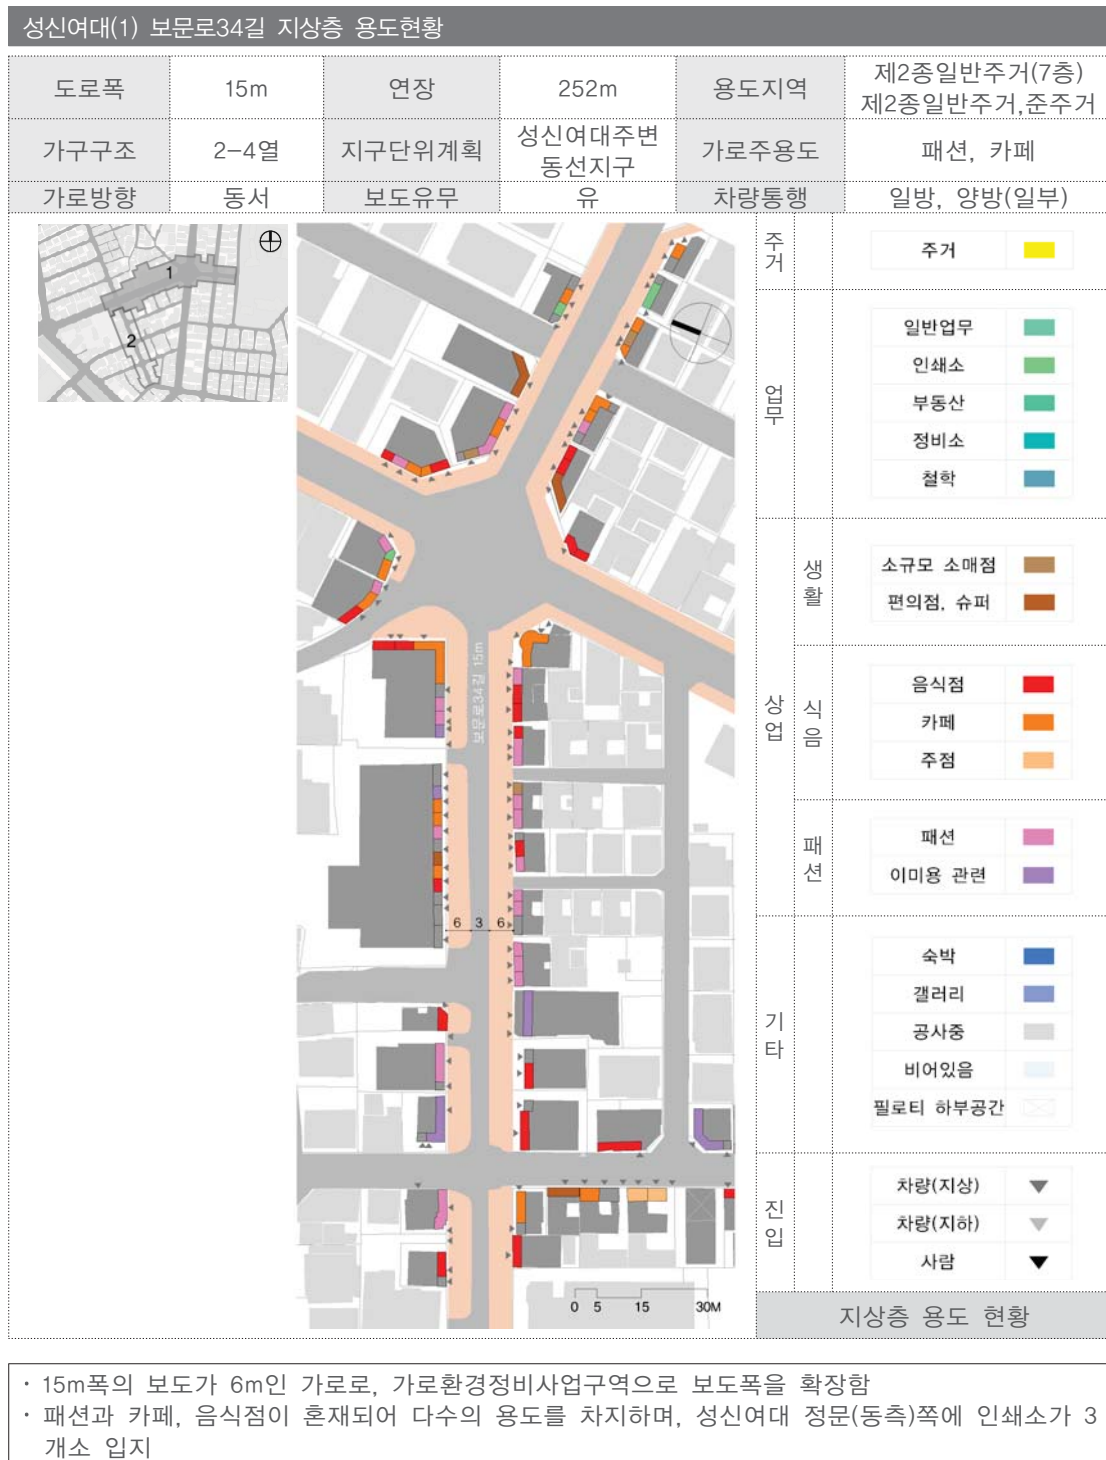 성신여대(1) 보문로34길 지상층 용도현황
도로폭 15m 연장 252m 용도지역 제2종일반주거(7층)
제2종일반주거,준주거
가구구조 2-4열 지구단위계획 성신여대주변
동선지구 가로주용도 패션, 카페
가로방향 동서 보도유무 유 차량통행 일방, 양방(일부)
1
2
보문로34길 15m
6 3 6
0 5 15 30M
주거
주거
업무
일반업무
인쇄소
부동산
정비소
철학
상업
생활
소규모 소매점
편의점, 슈퍼
식음
음식점
카페
주점
패션
패션
이미용 관련
기타
숙박
갤러리
공사중
비어있음
필로티 하부공간
진입
차량(지상)
차량(지하)
사람
지상층 용도 현황
· 15m폭의 보도가 6m인 가로로, 가로환경정비사업구역으로 보도폭을 확장함
· 패션과 카페, 음식점이 혼재되어 다수의 용도를 차지하며, 성신여대 정문(동측)쪽에 인쇄소가 3
개소 입지